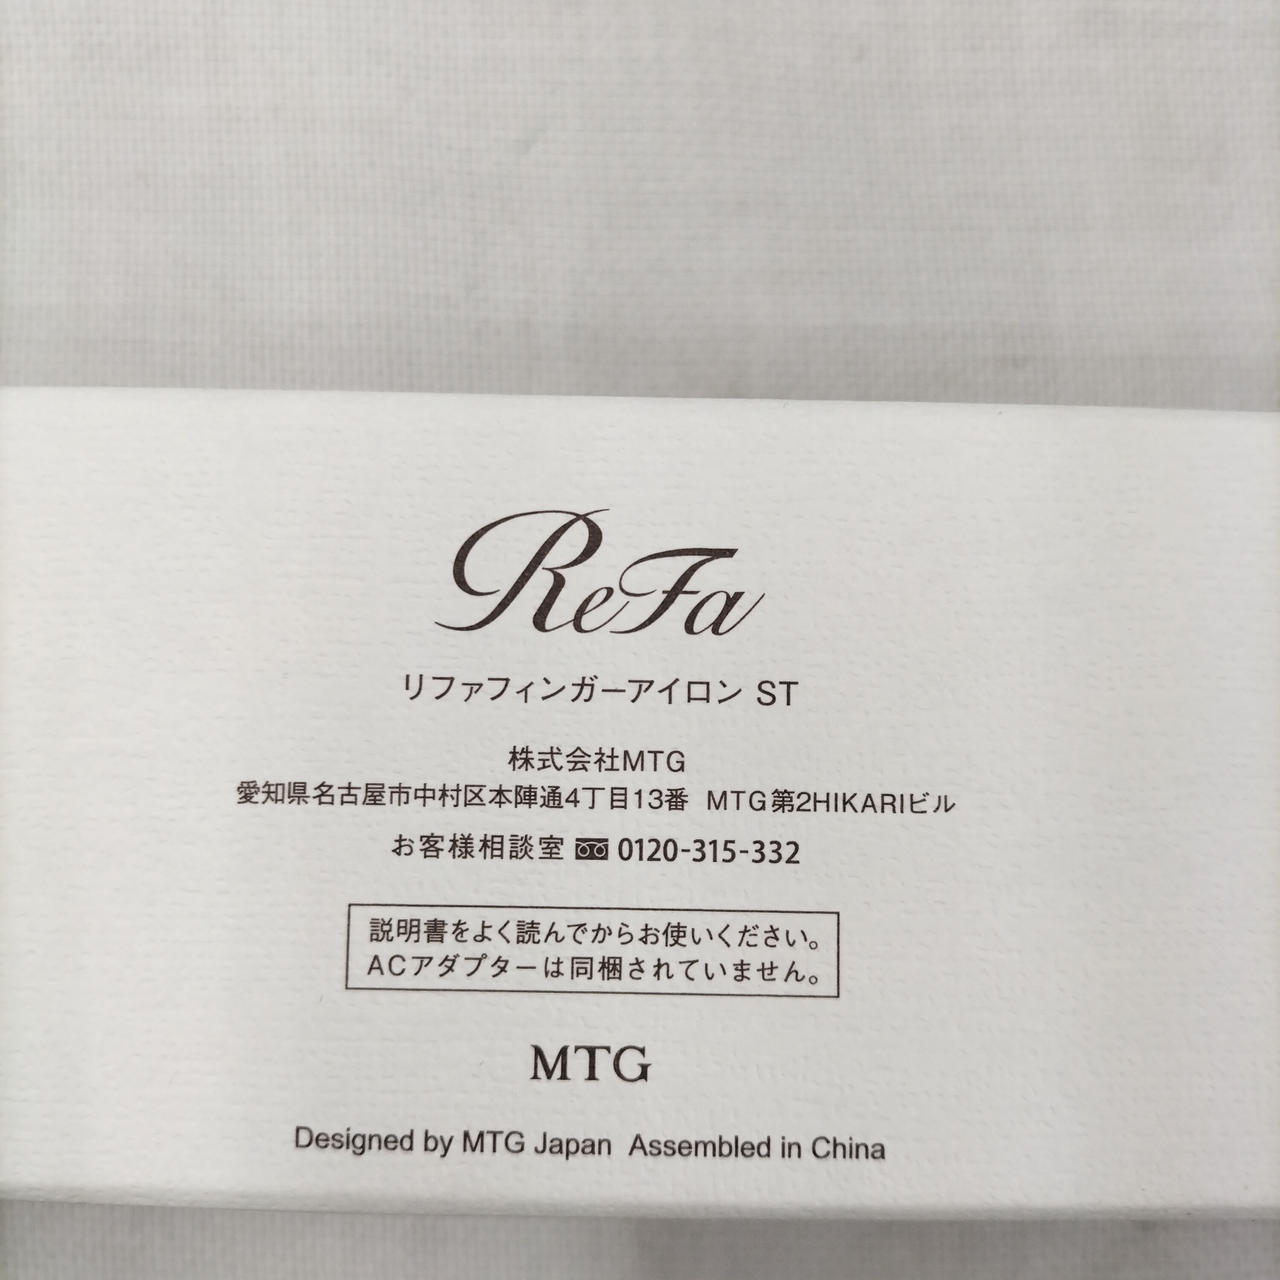 ReFa
リファフィンガーアイロン ST
株式会社MTG
愛知県名古屋市中村区本陣通4丁目13番 MTG第2HIKARIビル
お客様相談室 0120-315-332
説明書をよく読んでからお使いください。
ACアダプターは同梱されていません。
MTG
Designed by MTG Japan Assembled in China